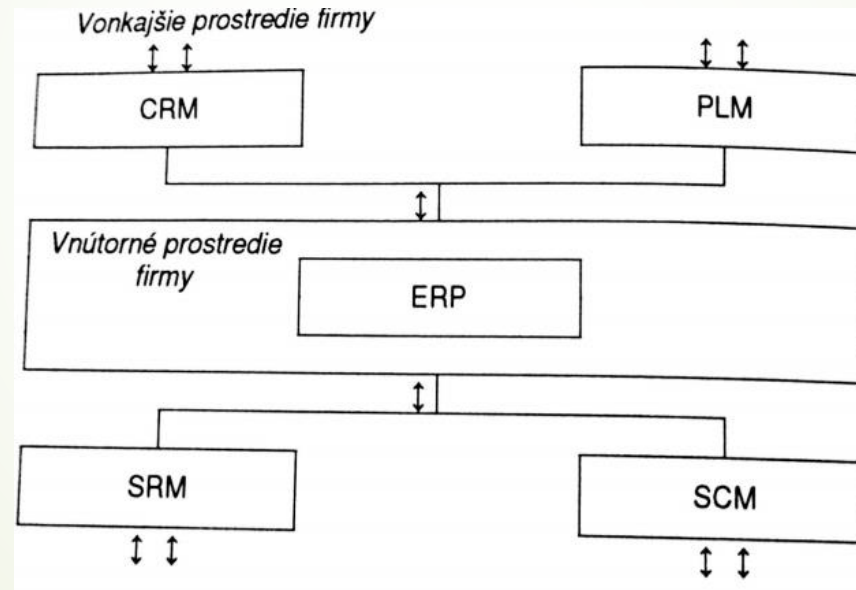 Vonkajšie prostredie firmy
CRM
PLM
Vnútorné prostredie
firmy
ERP
SRM
SCM